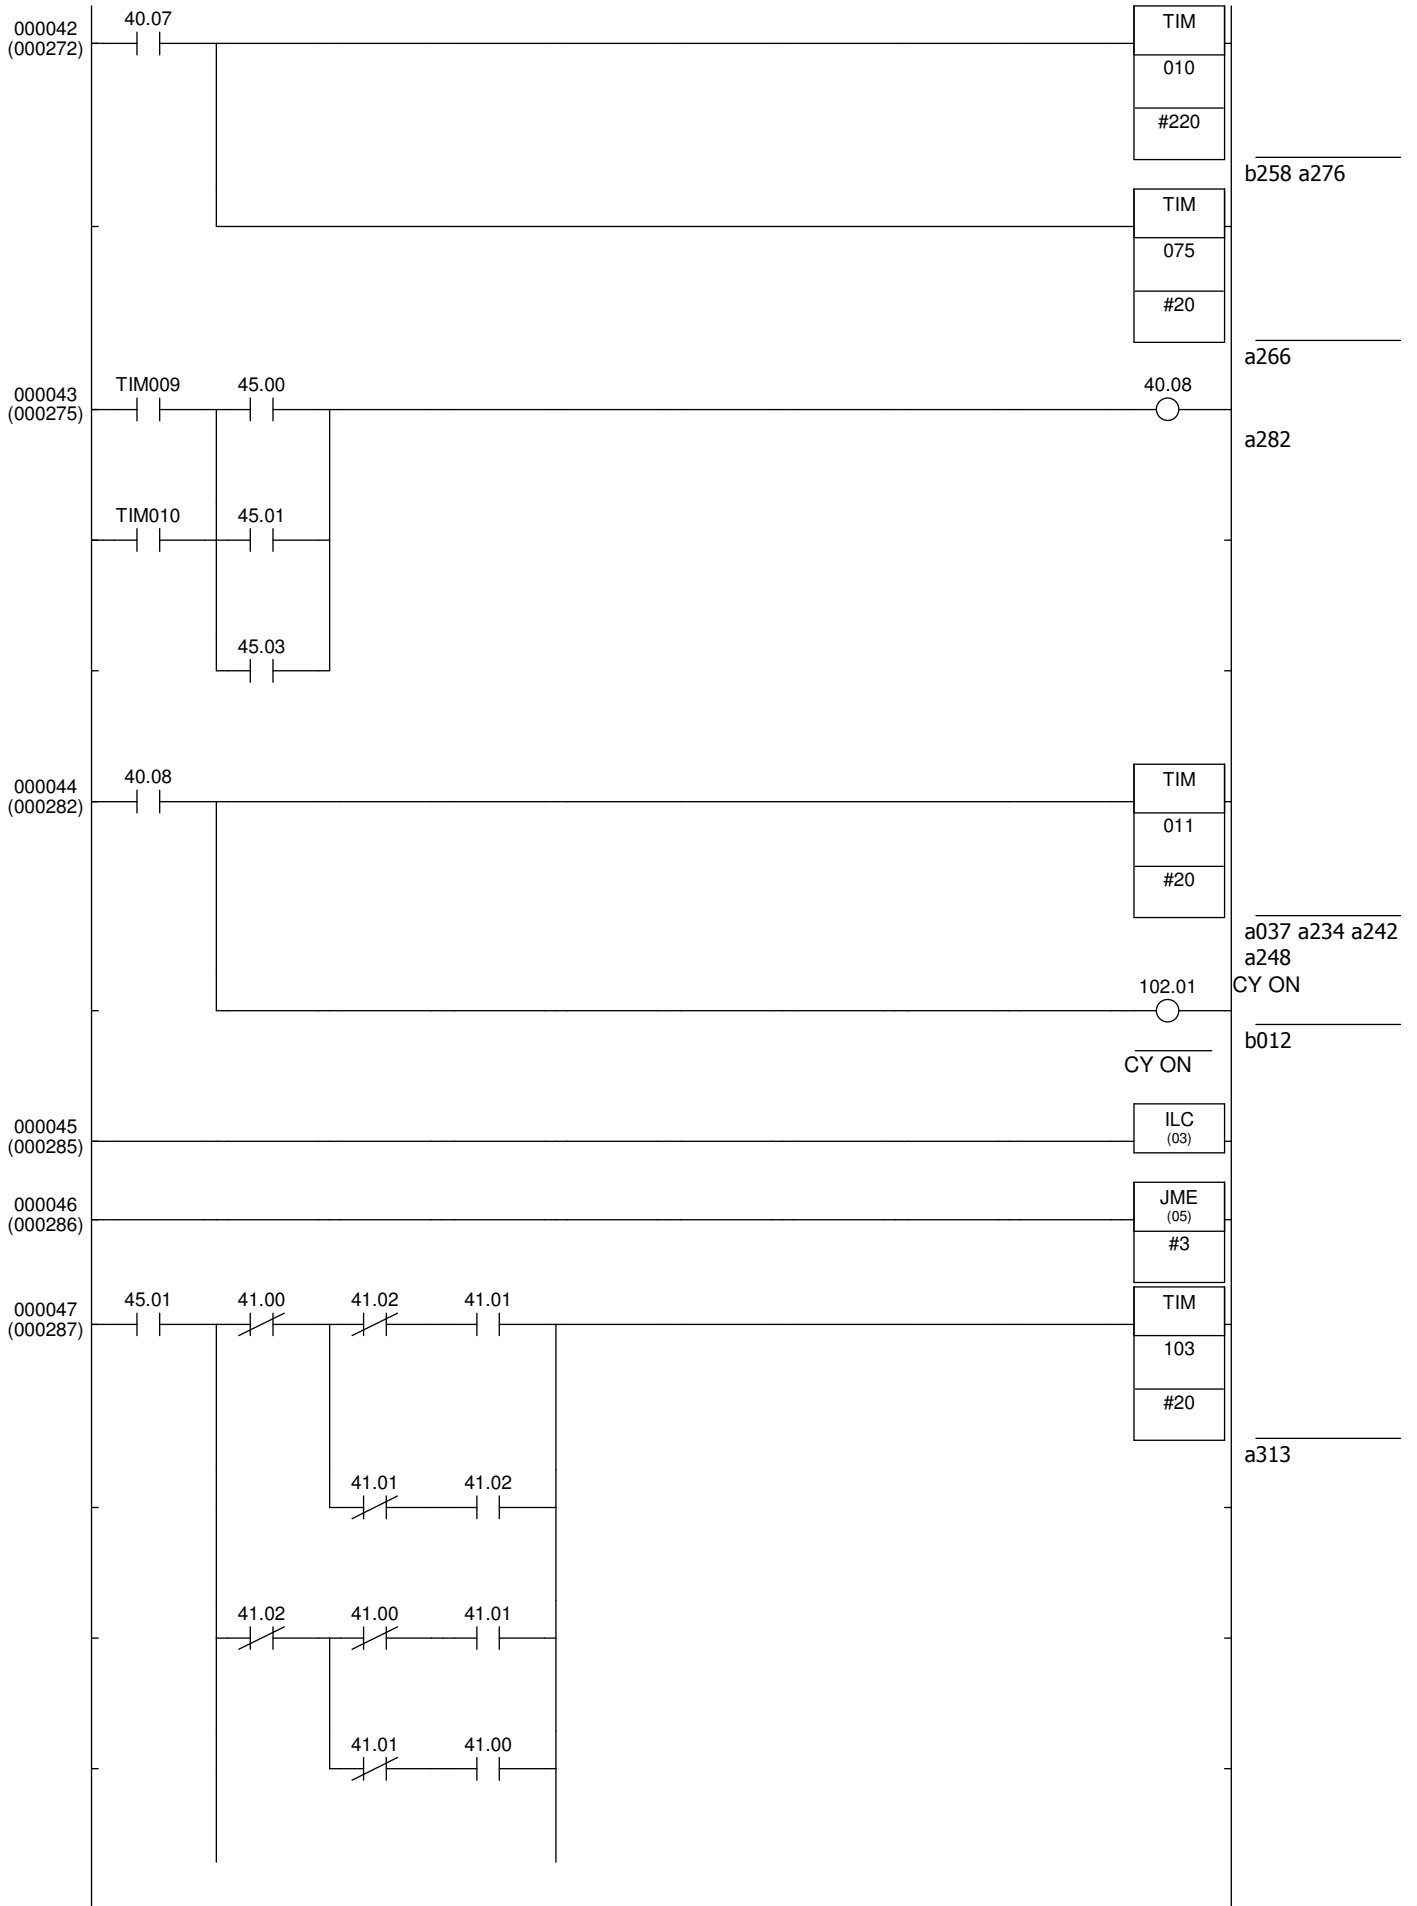 000042
(000272)
40.07
TIM
010
#220
b258 a276
TIM
075
#20
a266
000043
(000275)
TIM009
45.00
40.08
a282
TIM010
45.01
45.03
000044
(000282)
40.08
TIM
011
#20
a037 a234 a242
a248
102.01
CY ON
b012
CY ON
000045
(000285)
ILC
(03)
000046
(000286)
JME
(05)
#3
000047
(000287)
45.01
41.00
41.02
41.01
TIM
103
#20
a313
41.01
41.02
41.02
41.00
41.01
41.01
41.00